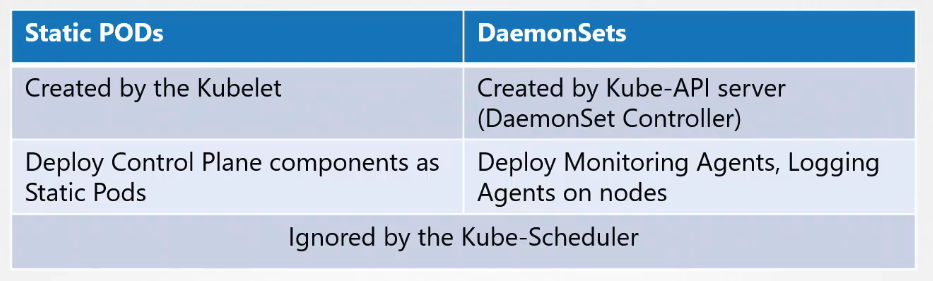 Static PODs
DaemonSets
Created by the Kubelet
Created by Kube-API server
(DaemonSet Controller)
Deploy Control Plane components as
Static Pods
Deploy Monitoring Agents, Logging
Agents on nodes
Ignored by the Kube-Scheduler